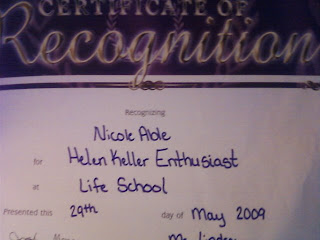 CERTIFICATE OF
Recognition
Recognizing
Nicole Able
for Helen Keller Enthusiast
at Life School
Presented this 29th day of May 2009